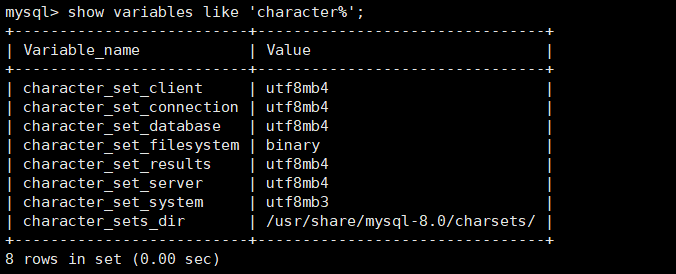 mysql> show variables like 'character%';
+--------------------------+--------------------------------+
| Variable_name            | Value                          |
+--------------------------+--------------------------------+
| character_set_client     | utf8mb4                        |
| character_set_connection | utf8mb4                        |
| character_set_database   | utf8mb4                        |
| character_set_filesystem | binary                         |
| character_set_results    | utf8mb4                        |
| character_set_server     | utf8mb4                        |
| character_set_system     | utf8mb3                        |
| character_sets_dir       | /usr/share/mysql-8.0/charsets/ |
+--------------------------+--------------------------------+
8 rows in set (0.00 sec)